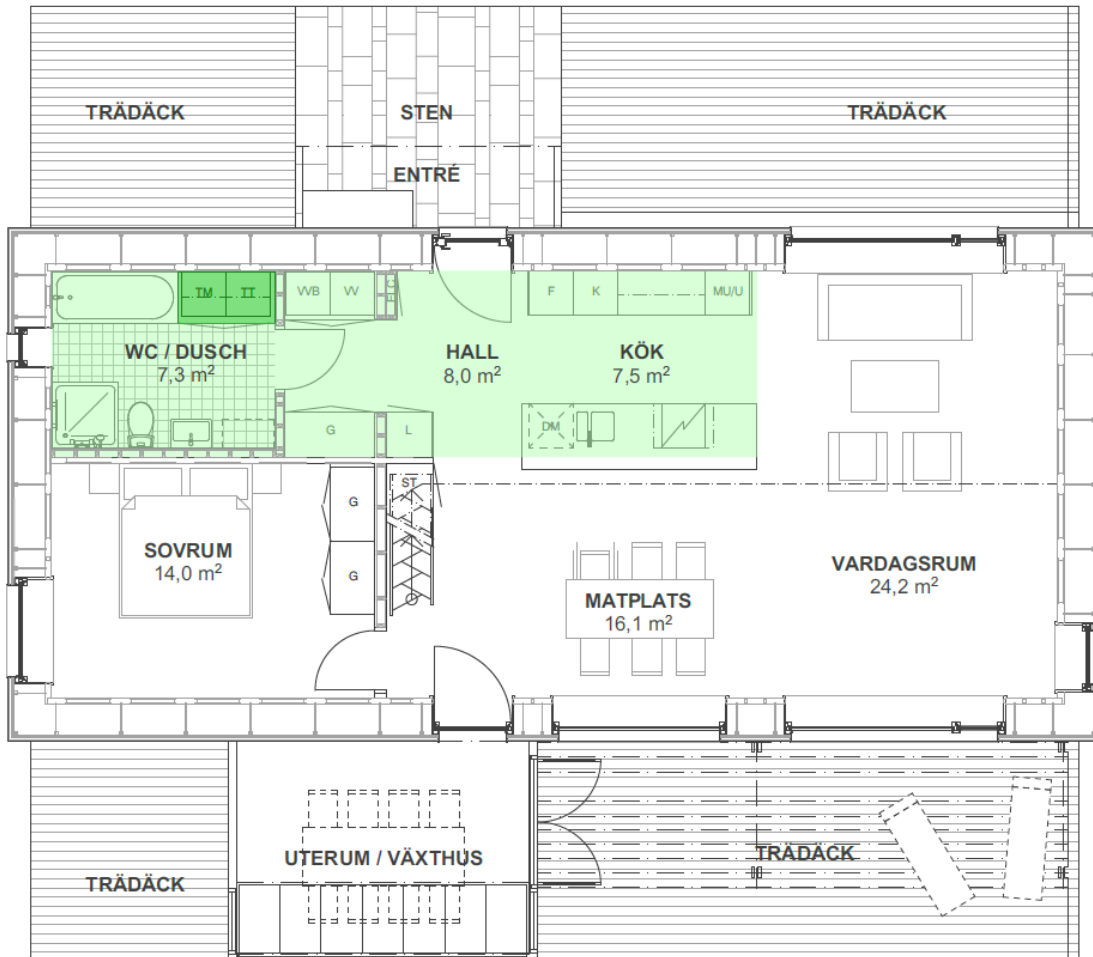 TRÄDÄCK
STEN
TRÄDÄCK
ENTRÉ
TM
TT
VVB
VV
F
K
MU/U
WC / DUSCH
7,3 m²
HALL
8,0 m²
KÖK
7,5 m²
G
L
DM
ST
G
SOVRUM
14,0 m²
G
VARDAGSRUM
24,2 m²
MATPLATS
16,1 m²
UTERUM / VÄXTHUS
TRÄDÄCK
TRÄDÄCK